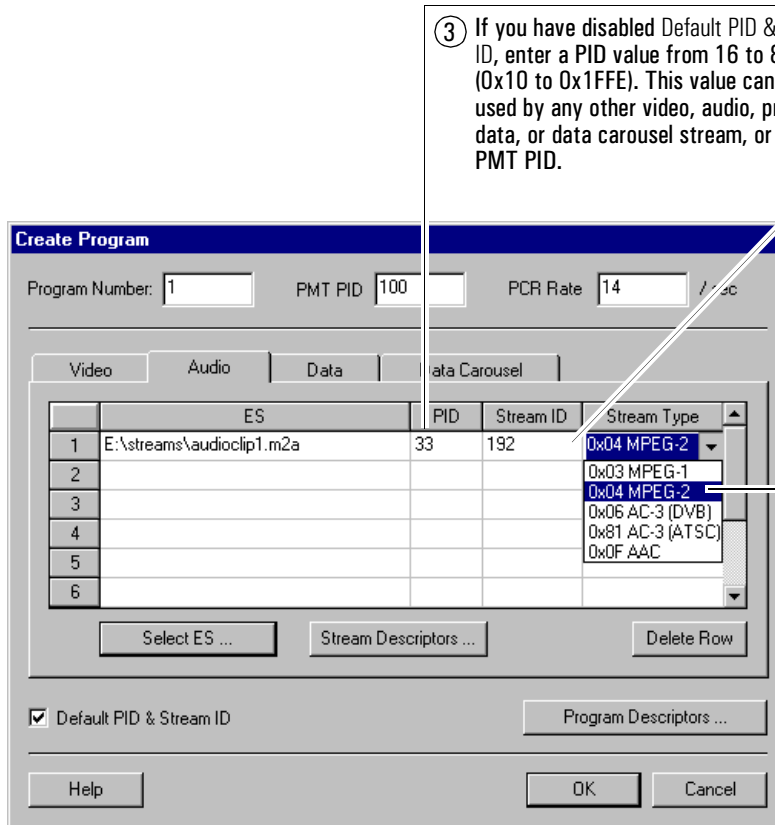 3 If you have disabled Default PID &
ID, enter a PID value from 16 to 8
(0x10 to 0x1FFE). This value can
used by any other video, audio, pr
data, or data carousel stream, or
PMT PID.
Create Program
Program Number: 1 PMT PID 100 PCR Rate 14 / sec
Video Audio Data Data Carousel
ES PID Stream ID Stream Type
1 E:\streams\audioclip1.m2a 33 192 0x04 MPEG-2
2 0x03 MPEG-1
0x04 MPEG-2
3 0x06 AC-3 (DVB)
4 0x81 AC-3 (ATSC)
5 0x0F AAC
6
Select ES ... Stream Descriptors ... Delete Row
Default PID & Stream ID Program Descriptors ...
Help OK Cancel